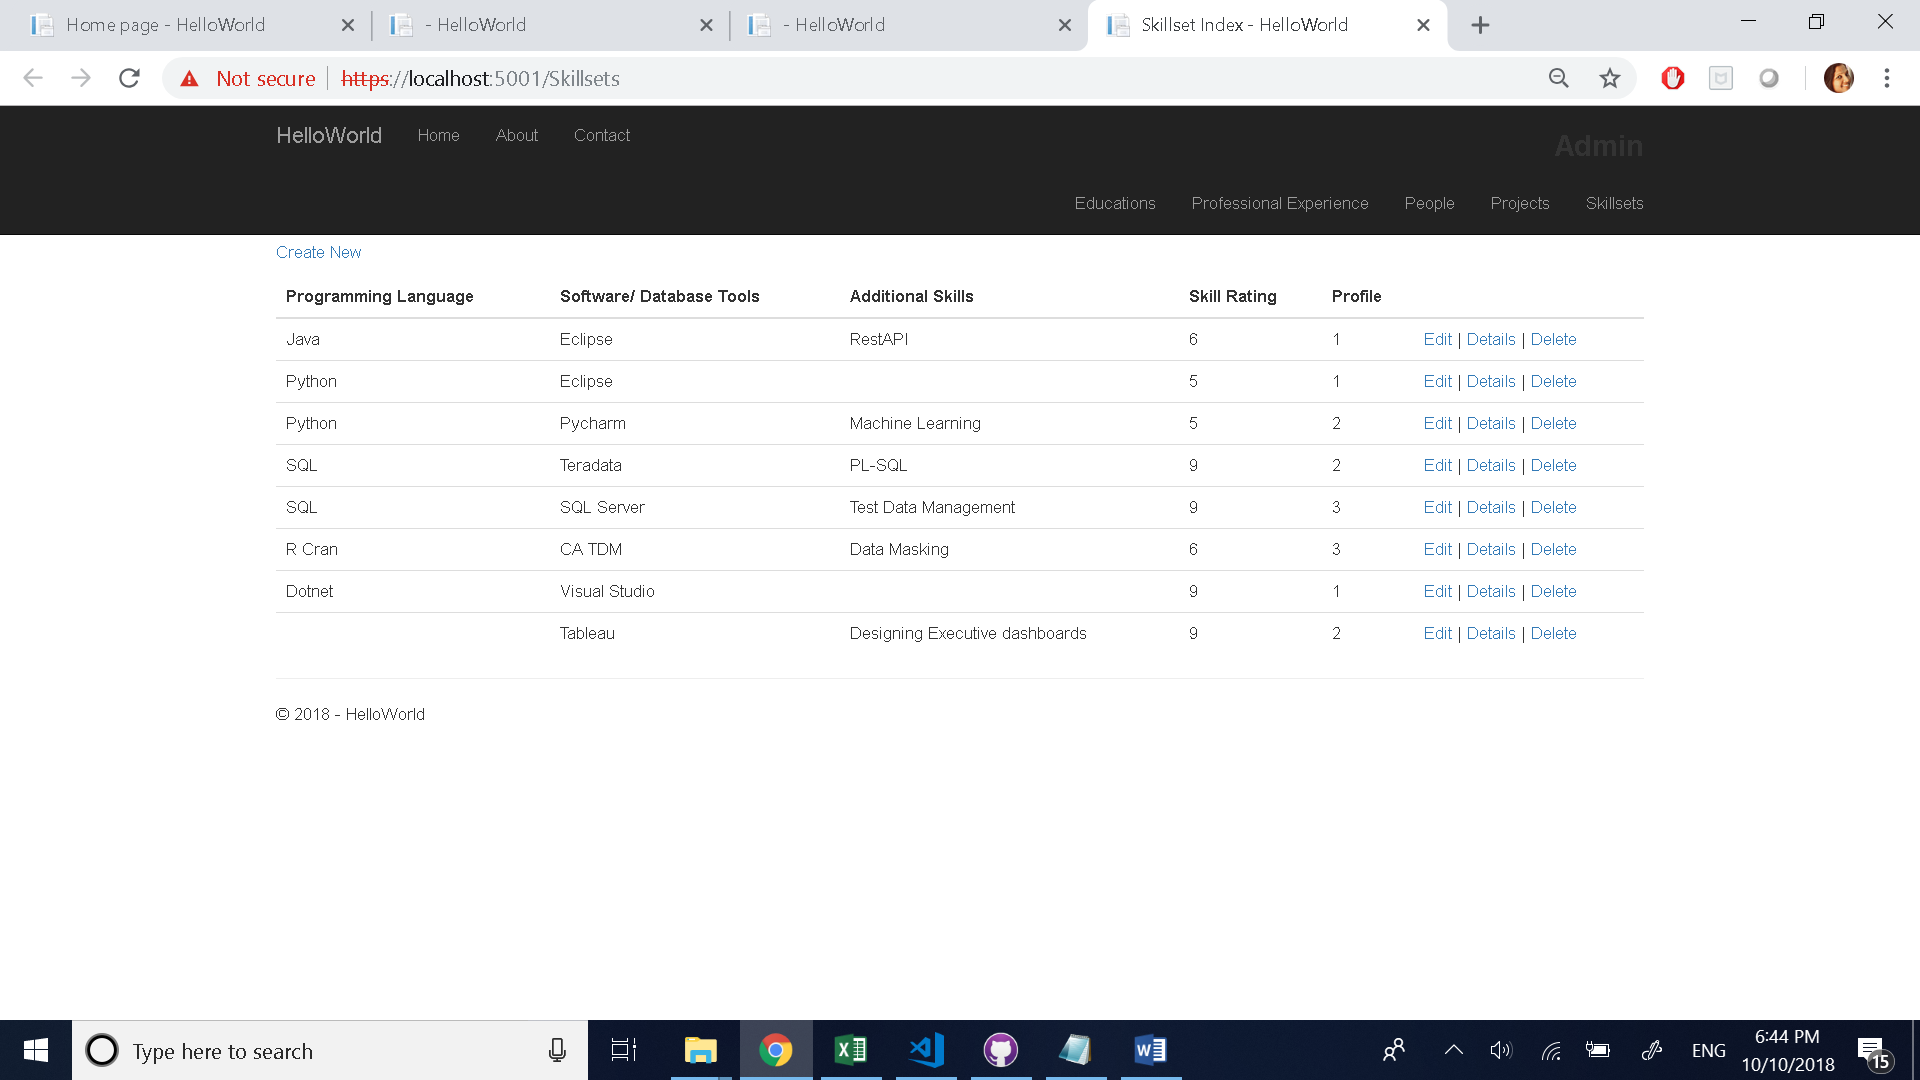 Home page - HelloWorld
- HelloWorld
- HelloWorld
Skillset Index - HelloWorld
Not secure https://localhost:5001/Skillsets
HelloWorld Home About Contact
Admin
Educations Professional Experience People Projects Skillsets
Create New
Programming Language Software/ Database Tools Additional Skills Skill Rating Profile
Java Eclipse RestAPI 6 1 Edit | Details | Delete
Python Eclipse 5 1 Edit | Details | Delete
Python Pycharm Machine Learning 5 2 Edit | Details | Delete
SQL Teradata PL-SQL 9 2 Edit | Details | Delete
SQL SQL Server Test Data Management 9 3 Edit | Details | Delete
R Cran CA TDM Data Masking 6 3 Edit | Details | Delete
Dotnet Visual Studio 9 1 Edit | Details | Delete
Tableau Designing Executive dashboards 9 2 Edit | Details | Delete
© 2018 - HelloWorld
Type here to search
ENG
6:44 PM
10/10/2018
15